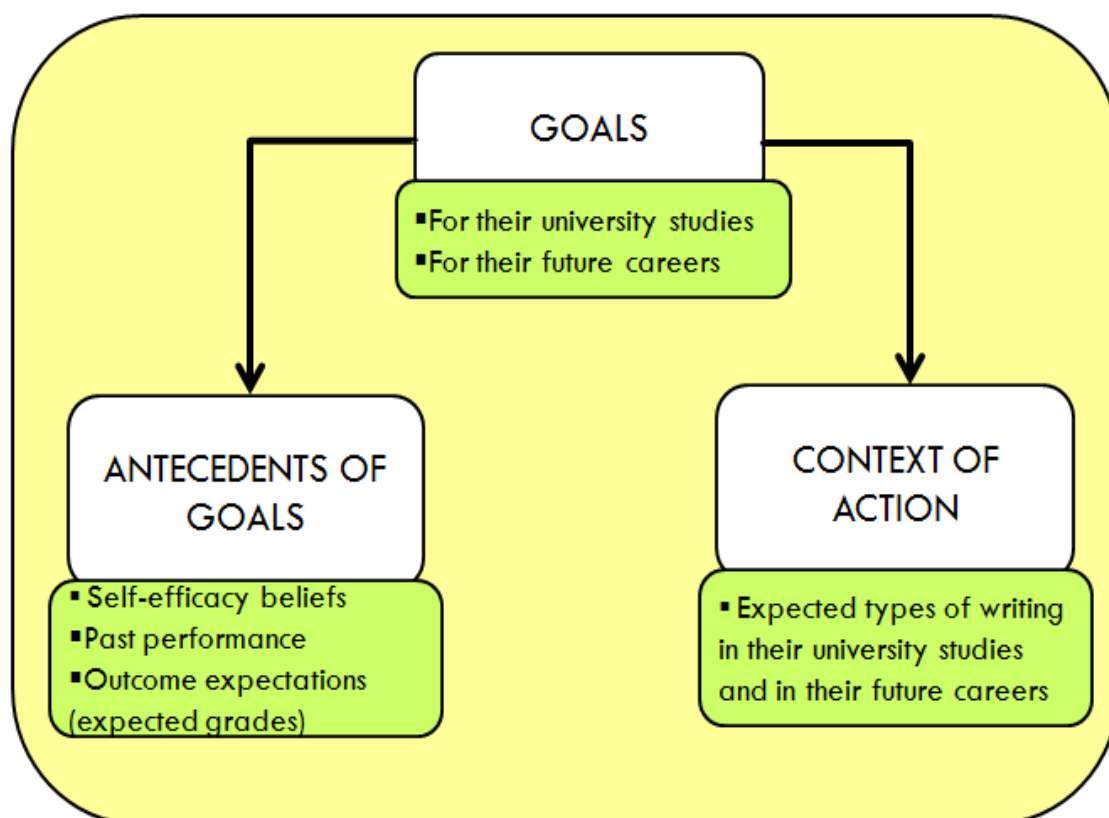 GOALS
▪For their university studies
▪For their future careers
ANTECEDENTS OF
GOALS
▪ Self-efficacy beliefs
▪Past performance
▪Outcome expectations
(expected grades)
CONTEXT OF
ACTION
▪ Expected types of writing
in their university studies
and in their future careers